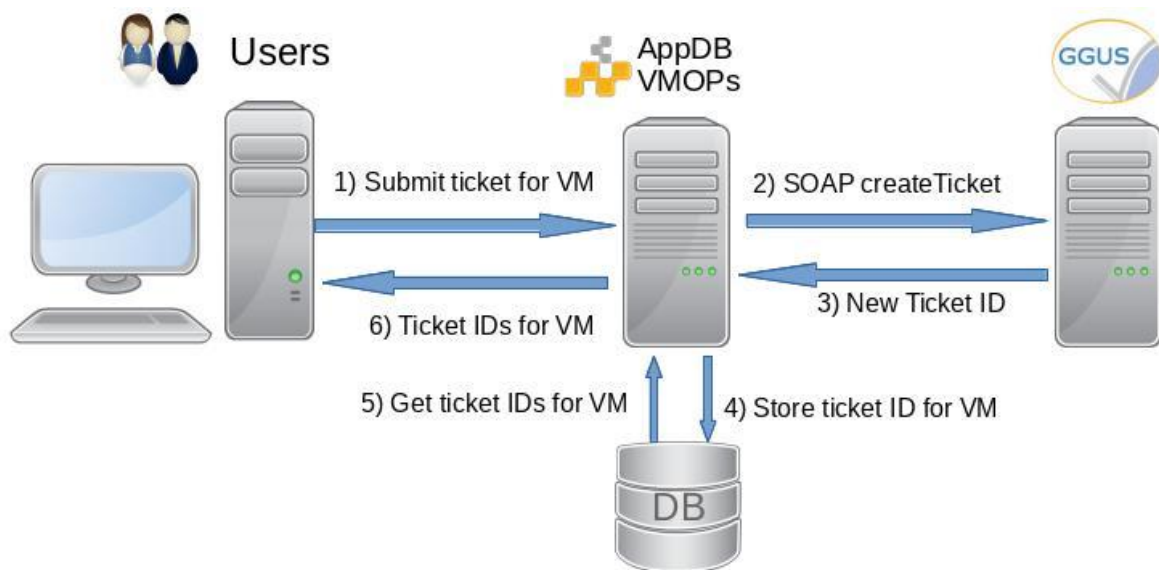 Users
AppDB
VMOPs
GGUS
1) Submit ticket for VM
2) SOAP createTicket
3) New Ticket ID
6) Ticket IDs for VM
5) Get ticket IDs for VM
4) Store ticket ID for VM
DB